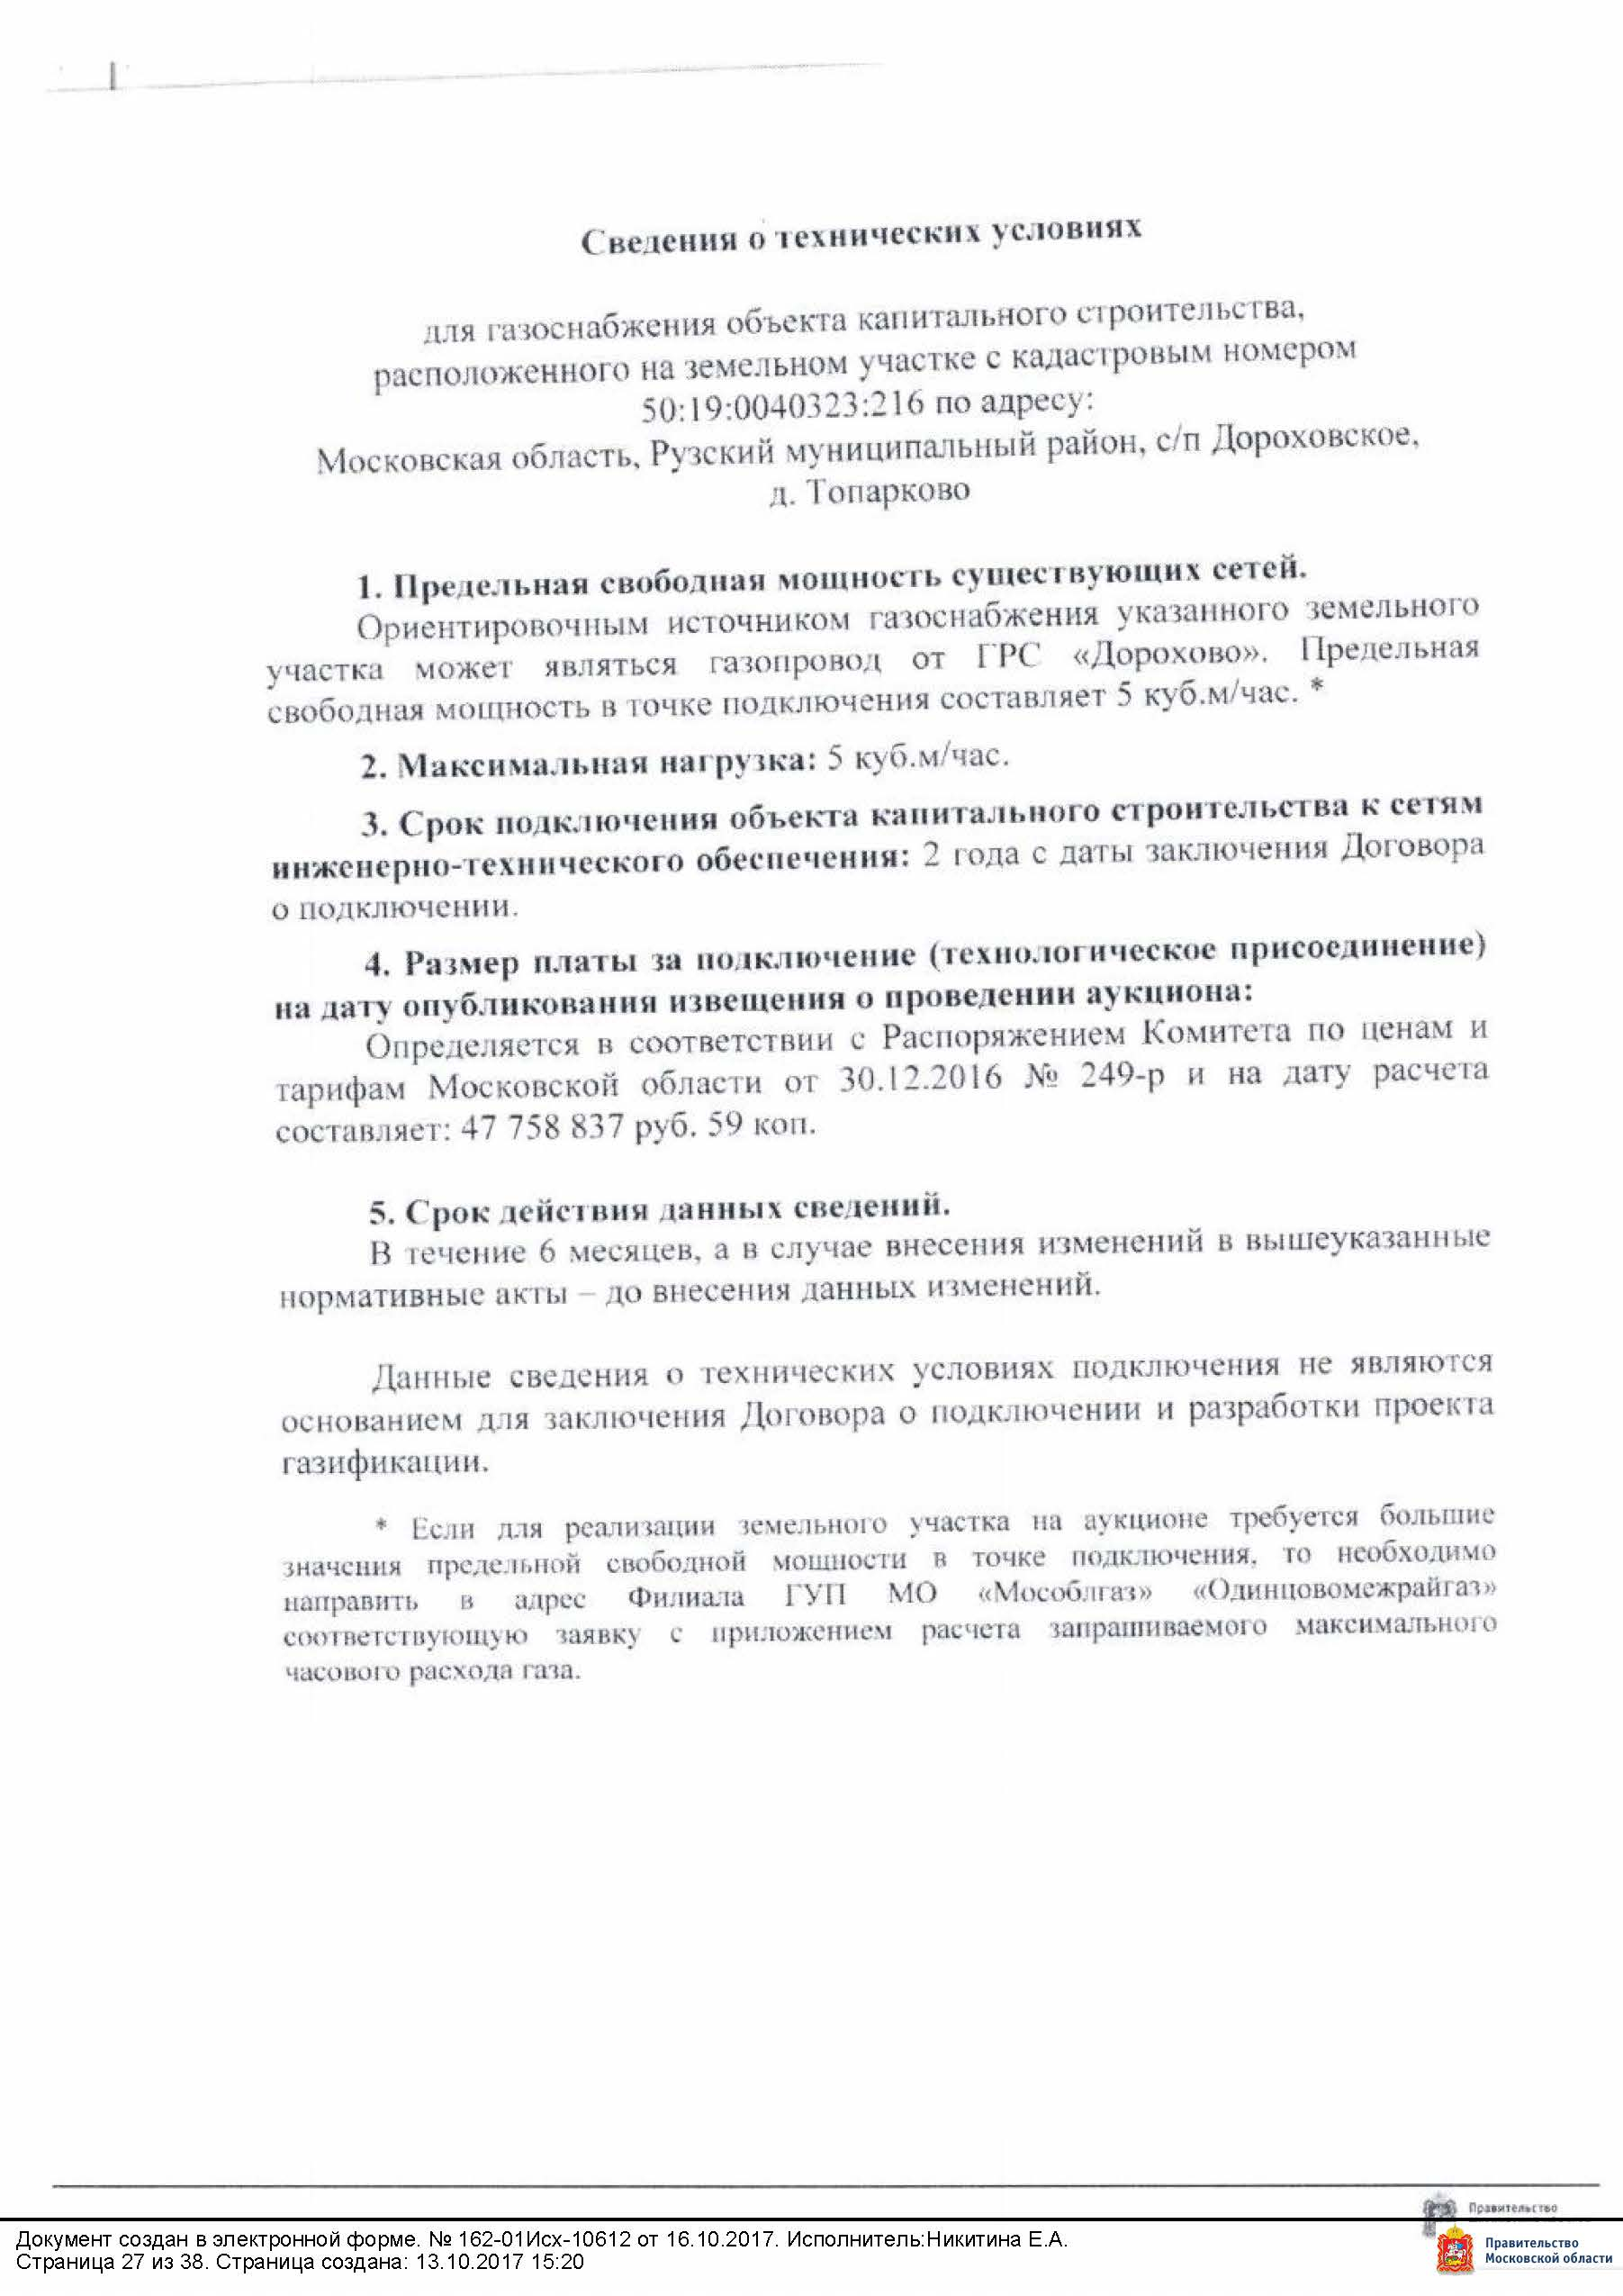 Сведения о технических условиях
для газоснабжения объекта капитального строительства,
расположенного на земельном участке с кадастровым номером
50:19:0040323:216 по адресу:
Московская область, Рузский муниципальный район, с/п Дороховское,
д. Топарково
1. Предельная свободная мощность существующих сетей.
Ориентировочным источником газоснабжения указанного земельного
участка может являться газопровод от ГРС «Дорохово». Предельная
свободная мощность в точке подключения составляет 5 куб.м/час. *
2. Максимальная нагрузка: 5 куб.м/час.
3. Срок подключения объекта капитального строительства к сетям
инженерно-технического обеспечения: 2 года с даты заключения Договора
о подключении.
4. Размер платы за подключение (технологическое присоединение)
на дату опубликования извещения о проведении аукциона:
Определяется в соответствии с Распоряжением Комитета по ценам и
тарифам Московской области от 30.12.2016 № 249-р и на дату расчета
составляет: 47 758 837 руб. 59 коп.
5. Срок действия данных сведений.
В течение 6 месяцев, а в случае внесения изменений в вышеуказанные
нормативные акты – до внесения данных изменений.
Данные сведения о технических условиях подключения не являются
основанием для заключения Договора о подключении и разработки проекта
газификации.
* Если для реализации земельного участка на аукционе требуется большие
значения предельной свободной мощности в точке подключения, то необходимо
направить в адрес Филиала ГУП МО «Мособлгаз» «Одинцовомежрайгаз»
соответствующую заявку с приложением расчета запрашиваемого максимального
часового расхода газа.
Правительство
Документ создан в электронной форме. № 162-01Исх-10612 от 16.10.2017. Исполнитель:Никитина Е.А.
Страница 27 из 38. Страница создана: 13.10.2017 15:20
Правительство
Московской области